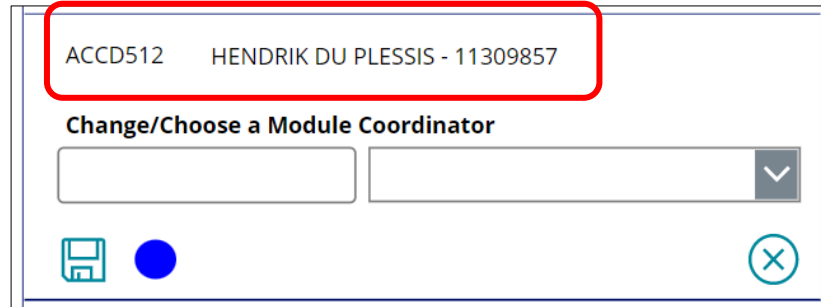 ACCD512 HENDRIK DU PLESSIS - 11309857
Change/Choose a Module Coordinator